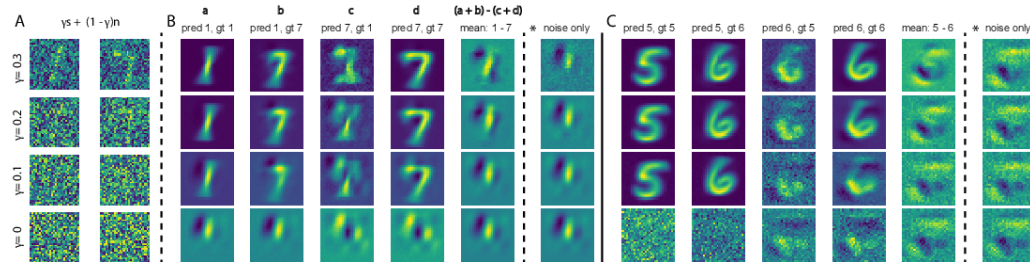 A
γs + (1 - γ)n
γ= 0.3
γ= 0.2
γ= 0.1
γ= 0
B
a
b
c
d
(a + b) - (c + d)
pred 1, gt 1
pred 1, gt 7
pred 7, gt 1
pred 7, gt 7
mean: 1 - 7
* noise only
C
pred 5, gt 5
pred 6, gt 5
pred 6, gt 5
pred 6, gt 6
mean: 5 - 6
* noise only